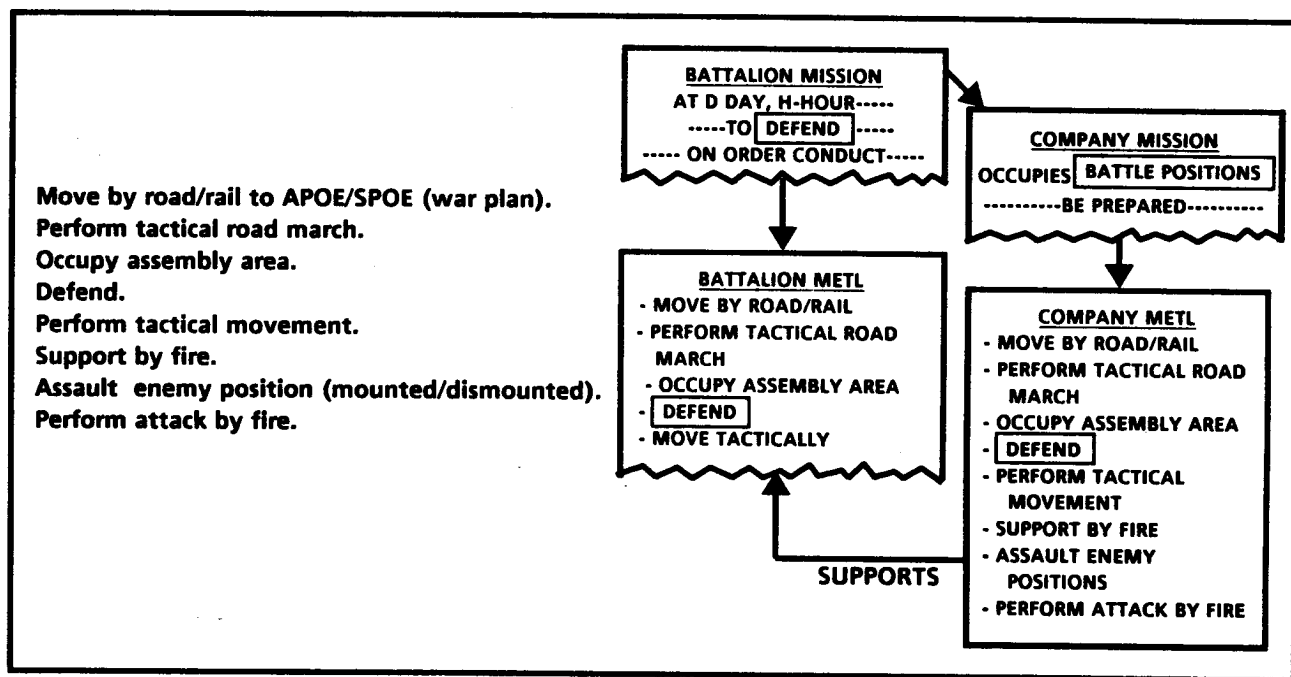 Move by road/rail to APOE/SPOE (war plan).
Perform tactical road march.
Occupy assembly area.
Defend.
Perform tactical movement.
Support by fire.
Assault enemy position (mounted/dismounted).
Perform attack by fire.
BATTALION MISSION
AT D DAY, H-HOUR-----
-----TO DEFEND -----
----- ON ORDER CONDUCT-----
COMPANY MISSION
OCCUPIES BATTLE POSITIONS
----------BE PREPARED----------
BATTALION METL
- MOVE BY ROAD/RAIL
- PERFORM TACTICAL ROAD
MARCH
- OCCUPY ASSEMBLY AREA
- DEFEND
- MOVE TACTICALLY
COMPANY METL
- MOVE BY ROAD/RAIL
- PERFORM TACTICAL ROAD
MARCH
- OCCUPY ASSEMBLY AREA
- DEFEND
- PERFORM TACTICAL
MOVEMENT
- SUPPORT BY FIRE
- ASSAULT ENEMY
POSITIONS
- PERFORM ATTACK BY FIRE
SUPPORTS